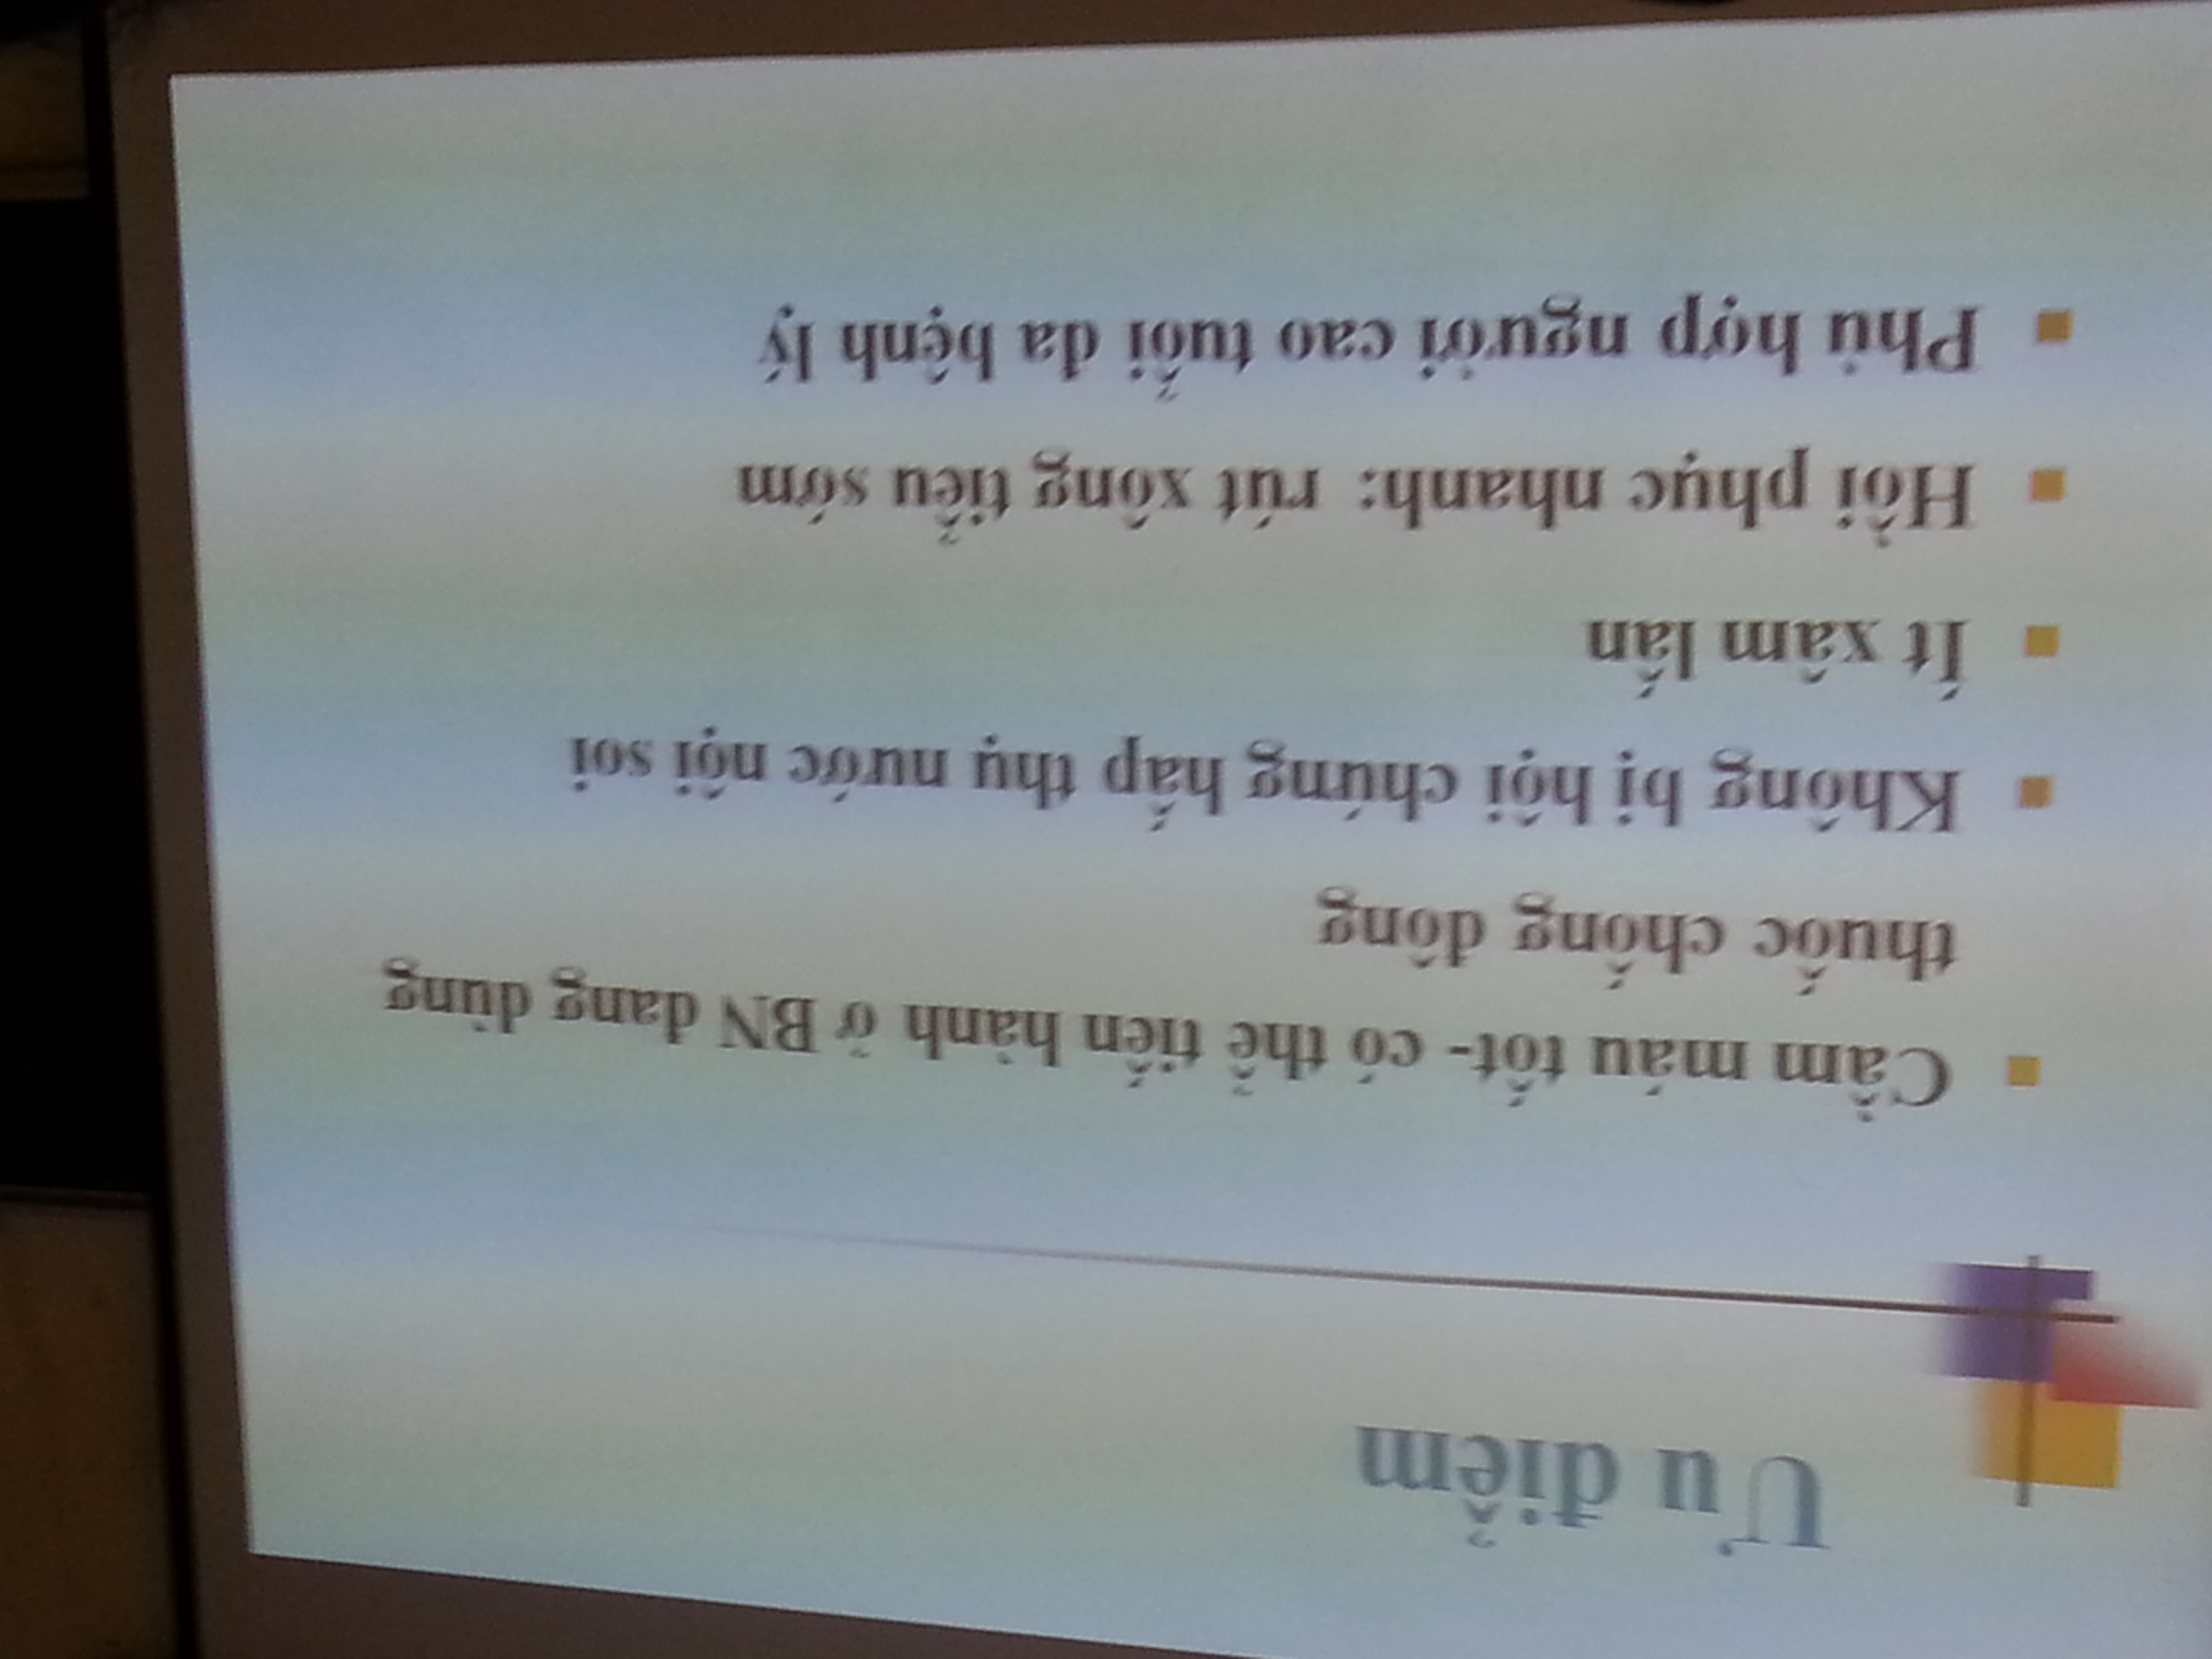 Ưu điểm
Cầm máu tốt- có thể tiến hành ở BN đang dùng
thuốc chống đông
Không bị hội chứng hấp thụ nước nội soi
Ít xâm lấn
Hồi phục nhanh: rút xông tiểu sớm
Phù hợp người cao tuổi đa bệnh lý